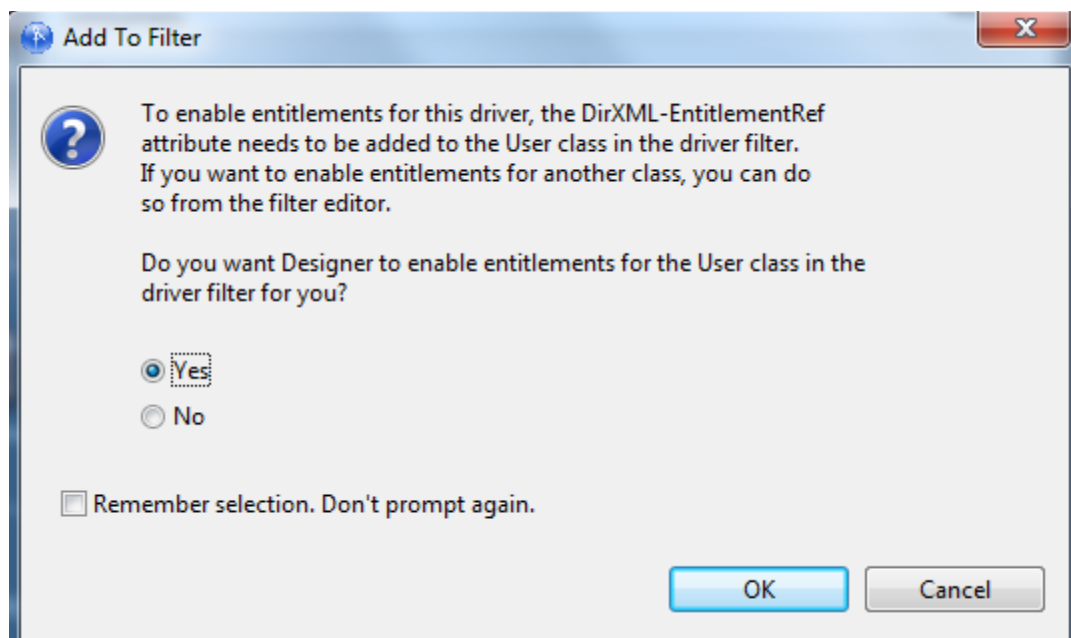 Add To Filter
To enable entitlements for this driver, the DirXML-EntitlementRef
attribute needs to be added to the User class in the driver filter.
If you want to enable entitlements for another class, you can do
so from the filter editor.
Do you want Designer to enable entitlements for the User class in the
driver filter for you?
Yes
No
Remember selection. Don't prompt again.
OK Cancel